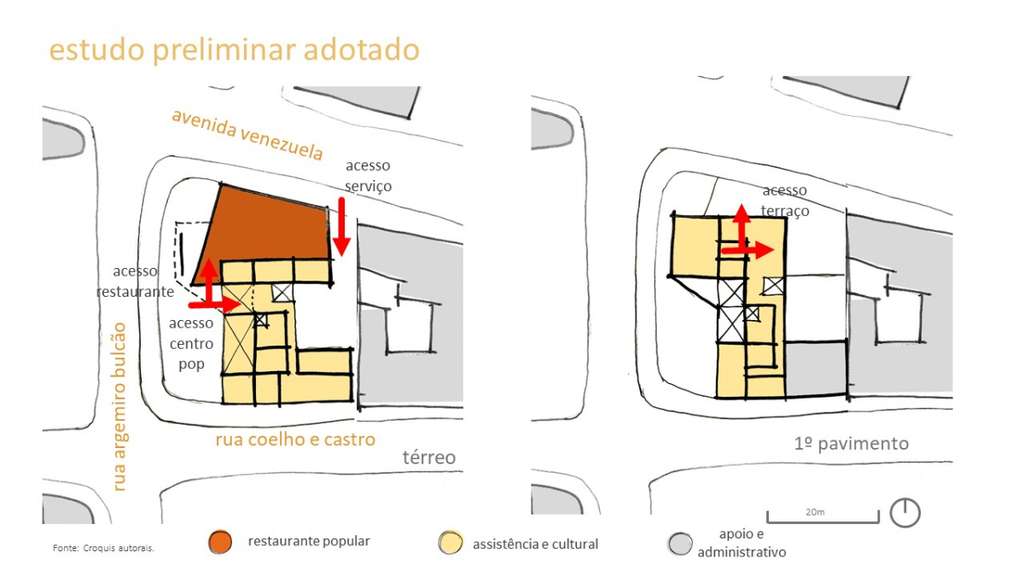 estudo preliminar adotado
avenida venezuela
acesso
serviço
acesso
restaurante
acesso
centro
pop
rua argemiro bulcão
rua coelho e castro
térreo
acesso
terraço
1º pavimento
20m
Fonte: Croquis autorais.
restaurante popular
assistência e cultural
apoio e
administrativo